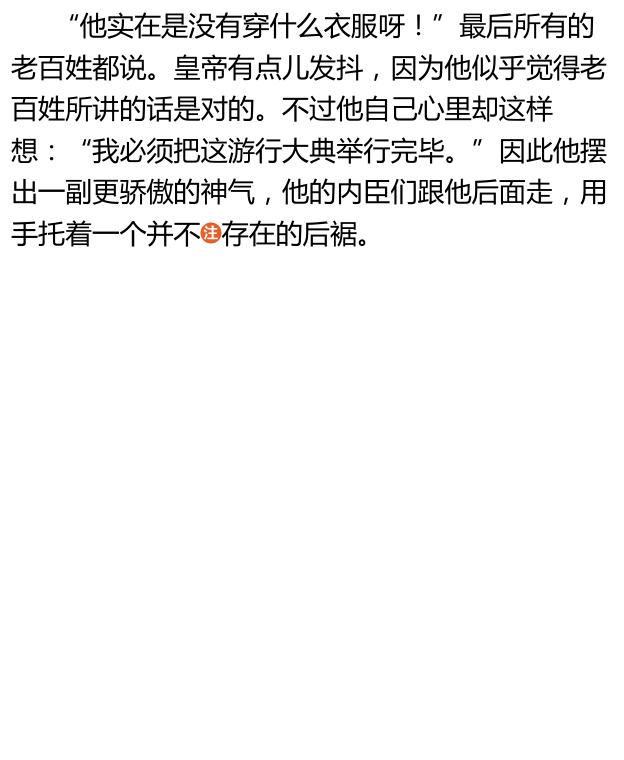 “他实在是没有穿什么衣服呀！”最后所有的
老百姓都说。皇帝有点儿发抖，因为他似乎觉得老
百姓所讲的话是对的。不过他自己心里却这样
想：“我必须把这游行大典举行完毕。”因此他摆
出一副更骄傲的神气，他的内臣们跟他后面走，用
手托着一个并不注存在的后裾。